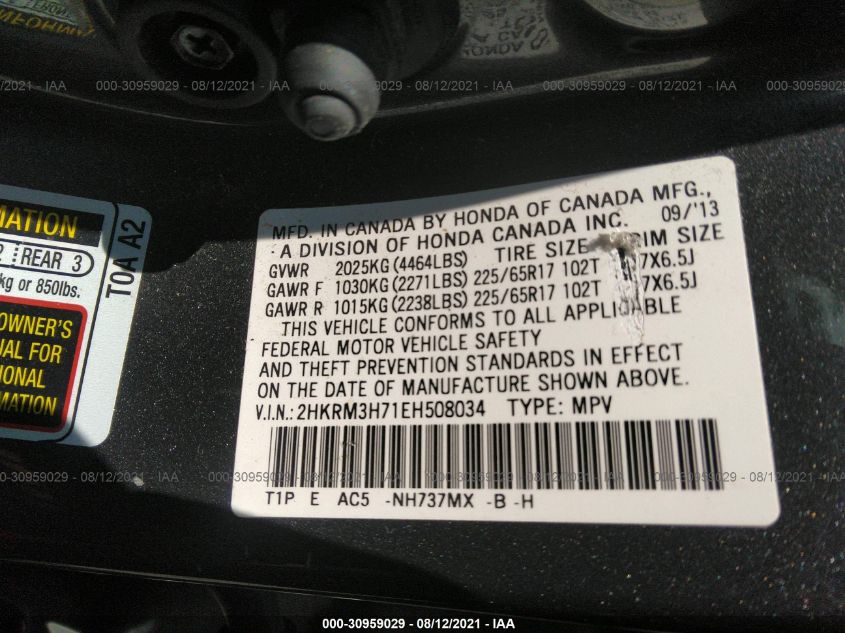 000-30959029 - 08/12/2021 - IAA
MATION
REAR 3
kg or 850lbs.
TOA A2
OWNER'S
UAL FOR
IONAL
MATION
MFD. IN CANADA BY HONDA OF CANADA MFG.,
A DIVISION OF HONDA CANADA INC. 09/'13
GVWR 2025KG (4464LBS) TIRE SIZE RIM SIZE
GAWR F 1030KG (2271LBS) 225/65R17 102T 7X6.5J
GAWR R 1015KG (2238LBS) 225/65R17 102T 7X6.5J
THIS VEHICLE CONFORMS TO ALL APPLICABLE
FEDERAL MOTOR VEHICLE SAFETY
AND THEFT PREVENTION STANDARDS IN EFFECT
ON THE DATE OF MANUFACTURE SHOWN ABOVE.
V.I.N.: 2HKRM3H71EH508034 TYPE: MPV
T1P E AC5 -NH737MX -B -H
000-30959029 - 08/12/2021 - IAA